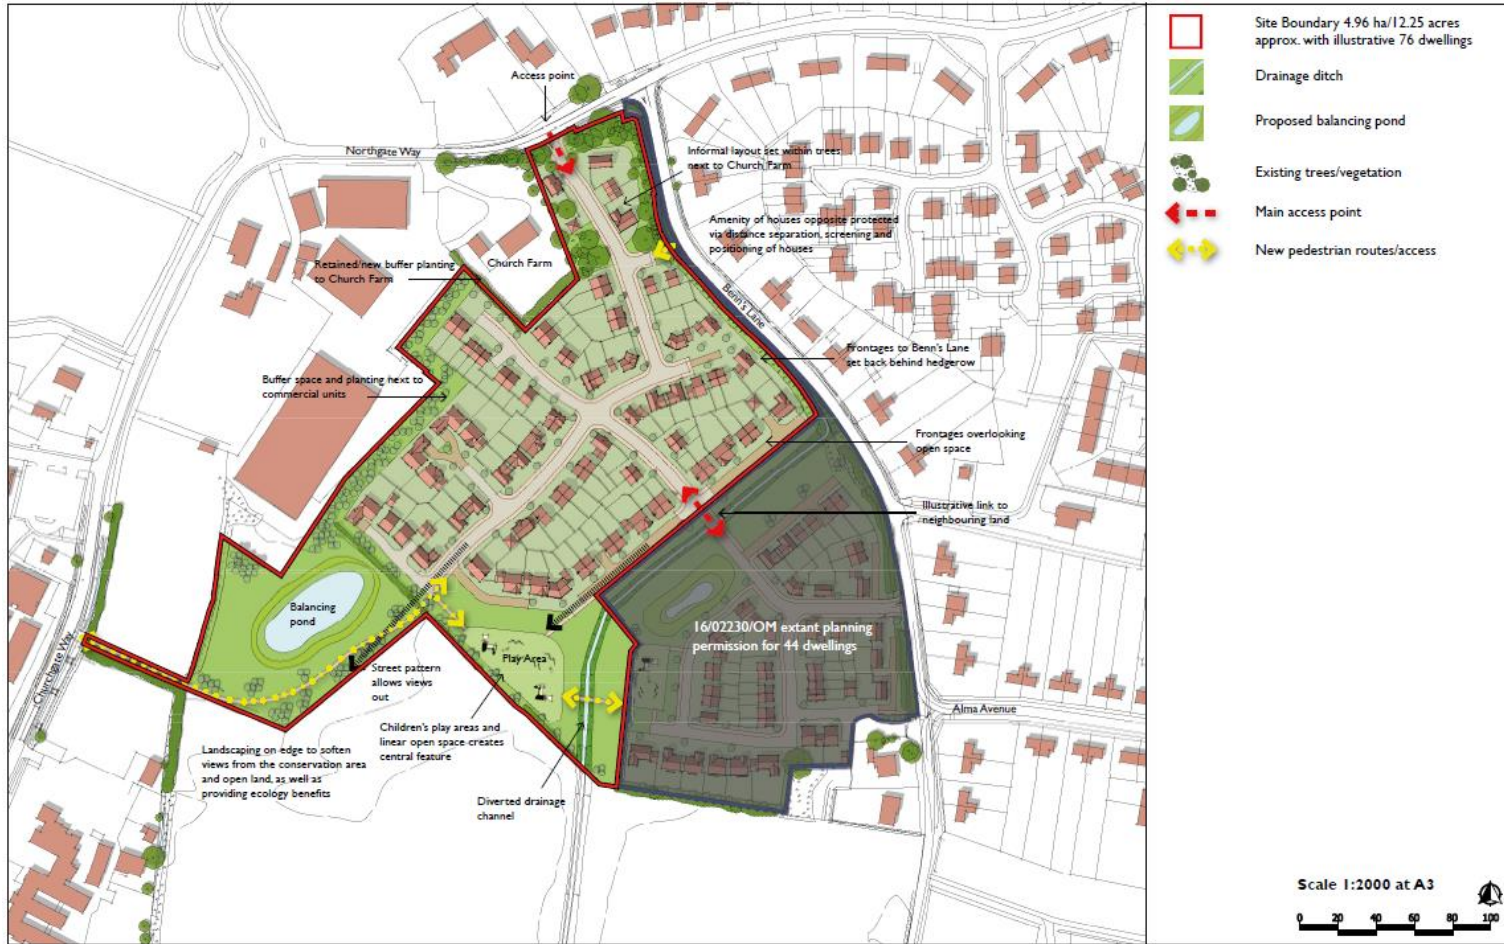 Access point
Northgate Way
Informal layout set within trees
next to Church Farm
Amenity of houses opposite protected
via distance separation, screening and
positioning of houses
Church Farm
Retained/new buffer planting
to Church Farm
Benn's Lane
Frontages to Benn's Lane
set back behind hedgerow
Buffer space and planting next to
commercial units
Frontages overlooking
open space
Illustrative link to
neighbouring land
Balancing
pond
16/02230/OM extant planning
permission for 44 dwellings
Churchgate Way
Play Area
Street pattern
allows views
out
Alma Avenue
Children's play areas and
linear open space creates
central feature
Landscaping on edge to soften
views from the conservation area
and open land, as well as
providing ecology benefits
Diverted drainage
channel
Site Boundary 4.96 ha/12.25 acres
approx. with illustrative 76 dwellings
Drainage ditch
Proposed balancing pond
Existing trees/vegetation
Main access point
New pedestrian routes/access
Scale 1:2000 at A3
0 20 40 60 80 100